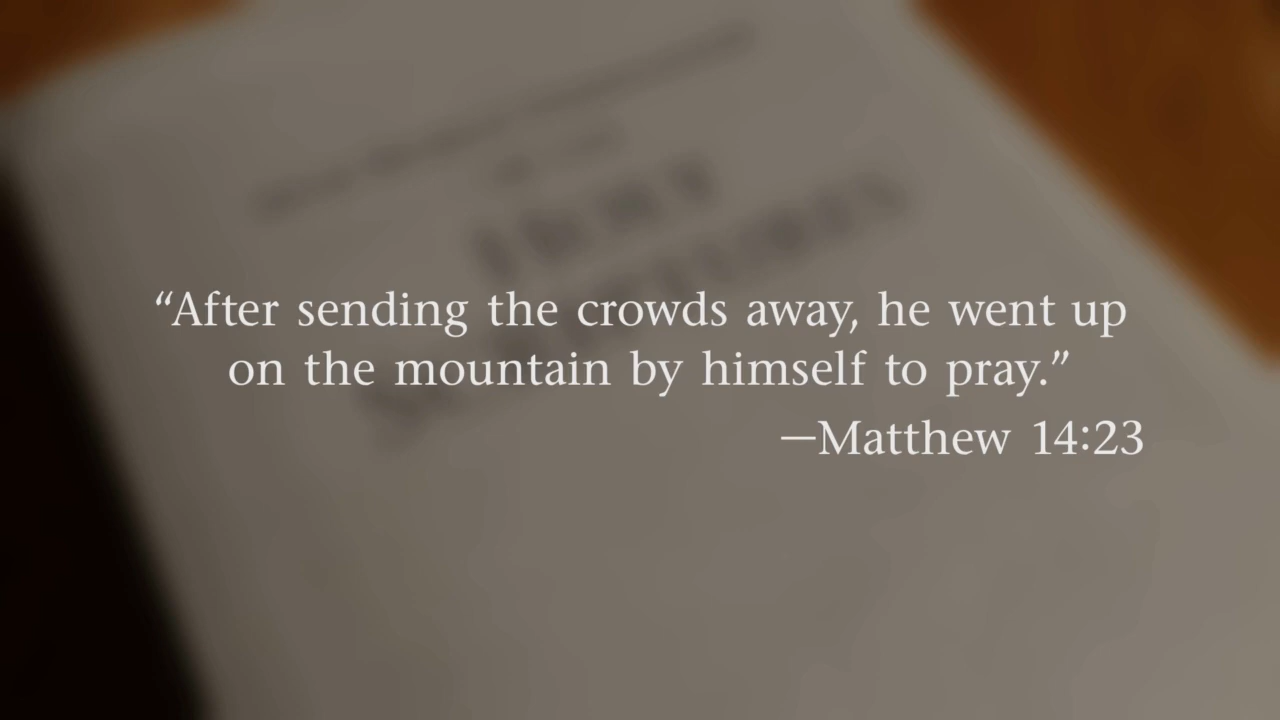 “After sending the crowds away, he went up
on the mountain by himself to pray.”
—Matthew 14:23